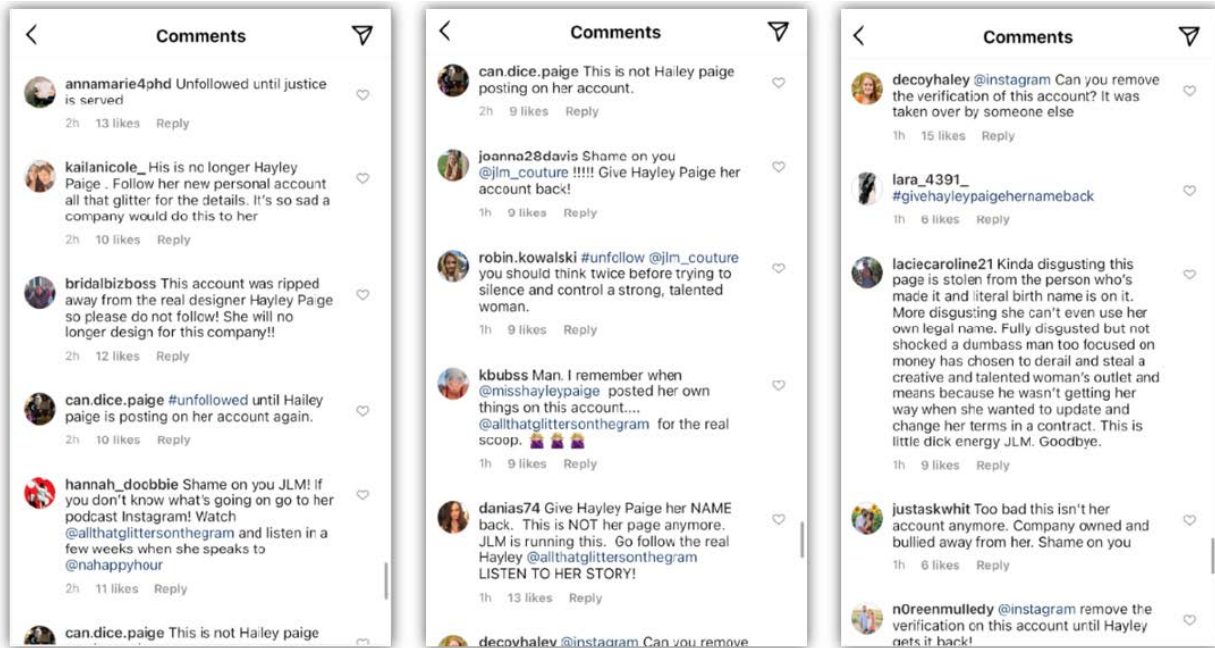 Comments
annamarie4phd Unfollowed until justice
is served
2h 13 likes Reply
kailanicole_ His is no longer Hayley
Paige . Follow her new personal account
all that glitter for the details. It's so sad a
company would do this to her
2h 10 likes Reply
bridalbizboss This account was ripped
away from the real designer Hayley Paige
so please do not follow! She will no
longer design for this company!!
2h 12 likes Reply
can.dice.paige #unfollowed until Hailey
paige is posting on her account again.
2h 10 likes Reply
hannah_doobbie Shame on you JLM! If
you don't know what's going on go to her
podcast Instagram! Watch
@allthatglittersonthegram and listen in a
few weeks when she speaks to
@nahappyhour
2h 11 likes Reply
can.dice.paige This is not Hailey paige
Comments
can.dice.paige This is not Hailey paige
posting on her account.
2h 9 likes Reply
joanna28davis Shame on you
@jlm_couture !!!!! Give Hayley Paige her
account back!
1h 9 likes Reply
robin.kowalski #unfollow @jlm_couture
you should think twice before trying to
silence and control a strong, talented
woman.
1h 9 likes Reply
kbubss Man. I remember when
@misshayleypaige posted her own
things on this account....
@allthatglittersonthegram for the real
scoop. 🤦🏼‍♀️🤦🏼‍♀️🤦🏼‍♀️
1h 9 likes Reply
danias74 Give Hayley Paige her NAME
back. This is NOT her page anymore.
JLM is running this. Go follow the real
Hayley @allthatglittersonthegram
LISTEN TO HER STORY!
1h 13 likes Reply
decoyhaley @instagram Can you remove
Comments
decoyhaley @instagram Can you remove
the verification of this account? It was
taken over by someone else
1h 15 likes Reply
lara_4391_
#givehayleypaigehernameback
1h 6 likes Reply
laciecaroline21 Kinda disgusting this
page is stolen from the person who's
made it and literal birth name is on it.
More disgusting she can't even use her
own legal name. Fully disgusted but not
shocked a dumbass man too focused on
money has chosen to derail and steal a
creative and talented woman's outlet and
means because he wasn't getting her
way when she wanted to update and
change her terms in a contract. This is
little dick energy JLM. Goodbye.
1h 9 likes Reply
justaskwhit Too bad this isn't her
account anymore. Company owned and
bullied away from her. Shame on you
1h 6 likes Reply
n0reenmulledy @instagram remove the
verification on this account until Hayley
gets it back!